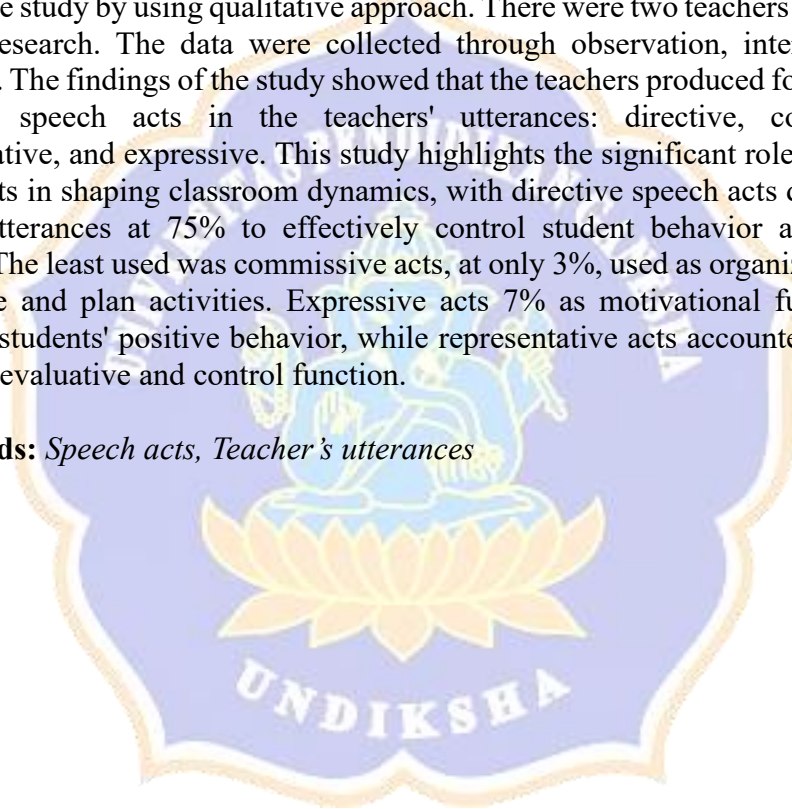 e study by using qualitative approach. There were two teachers
esearch. The data were collected through observation, inter
. The findings of the study showed that the teachers produced fo
speech acts in the teachers' utterances: directive, co
ative, and expressive. This study highlights the significant role
ts in shaping classroom dynamics, with directive speech acts
tterances at 75% to effectively control student behavior a
The least used was commissive acts, at only 3%, used as organiz
e and plan activities. Expressive acts 7% as motivational fu
students' positive behavior, while representative acts accounte
evaluative and control function.
ds: Speech acts, Teacher’s utterances
UNDIKSHA